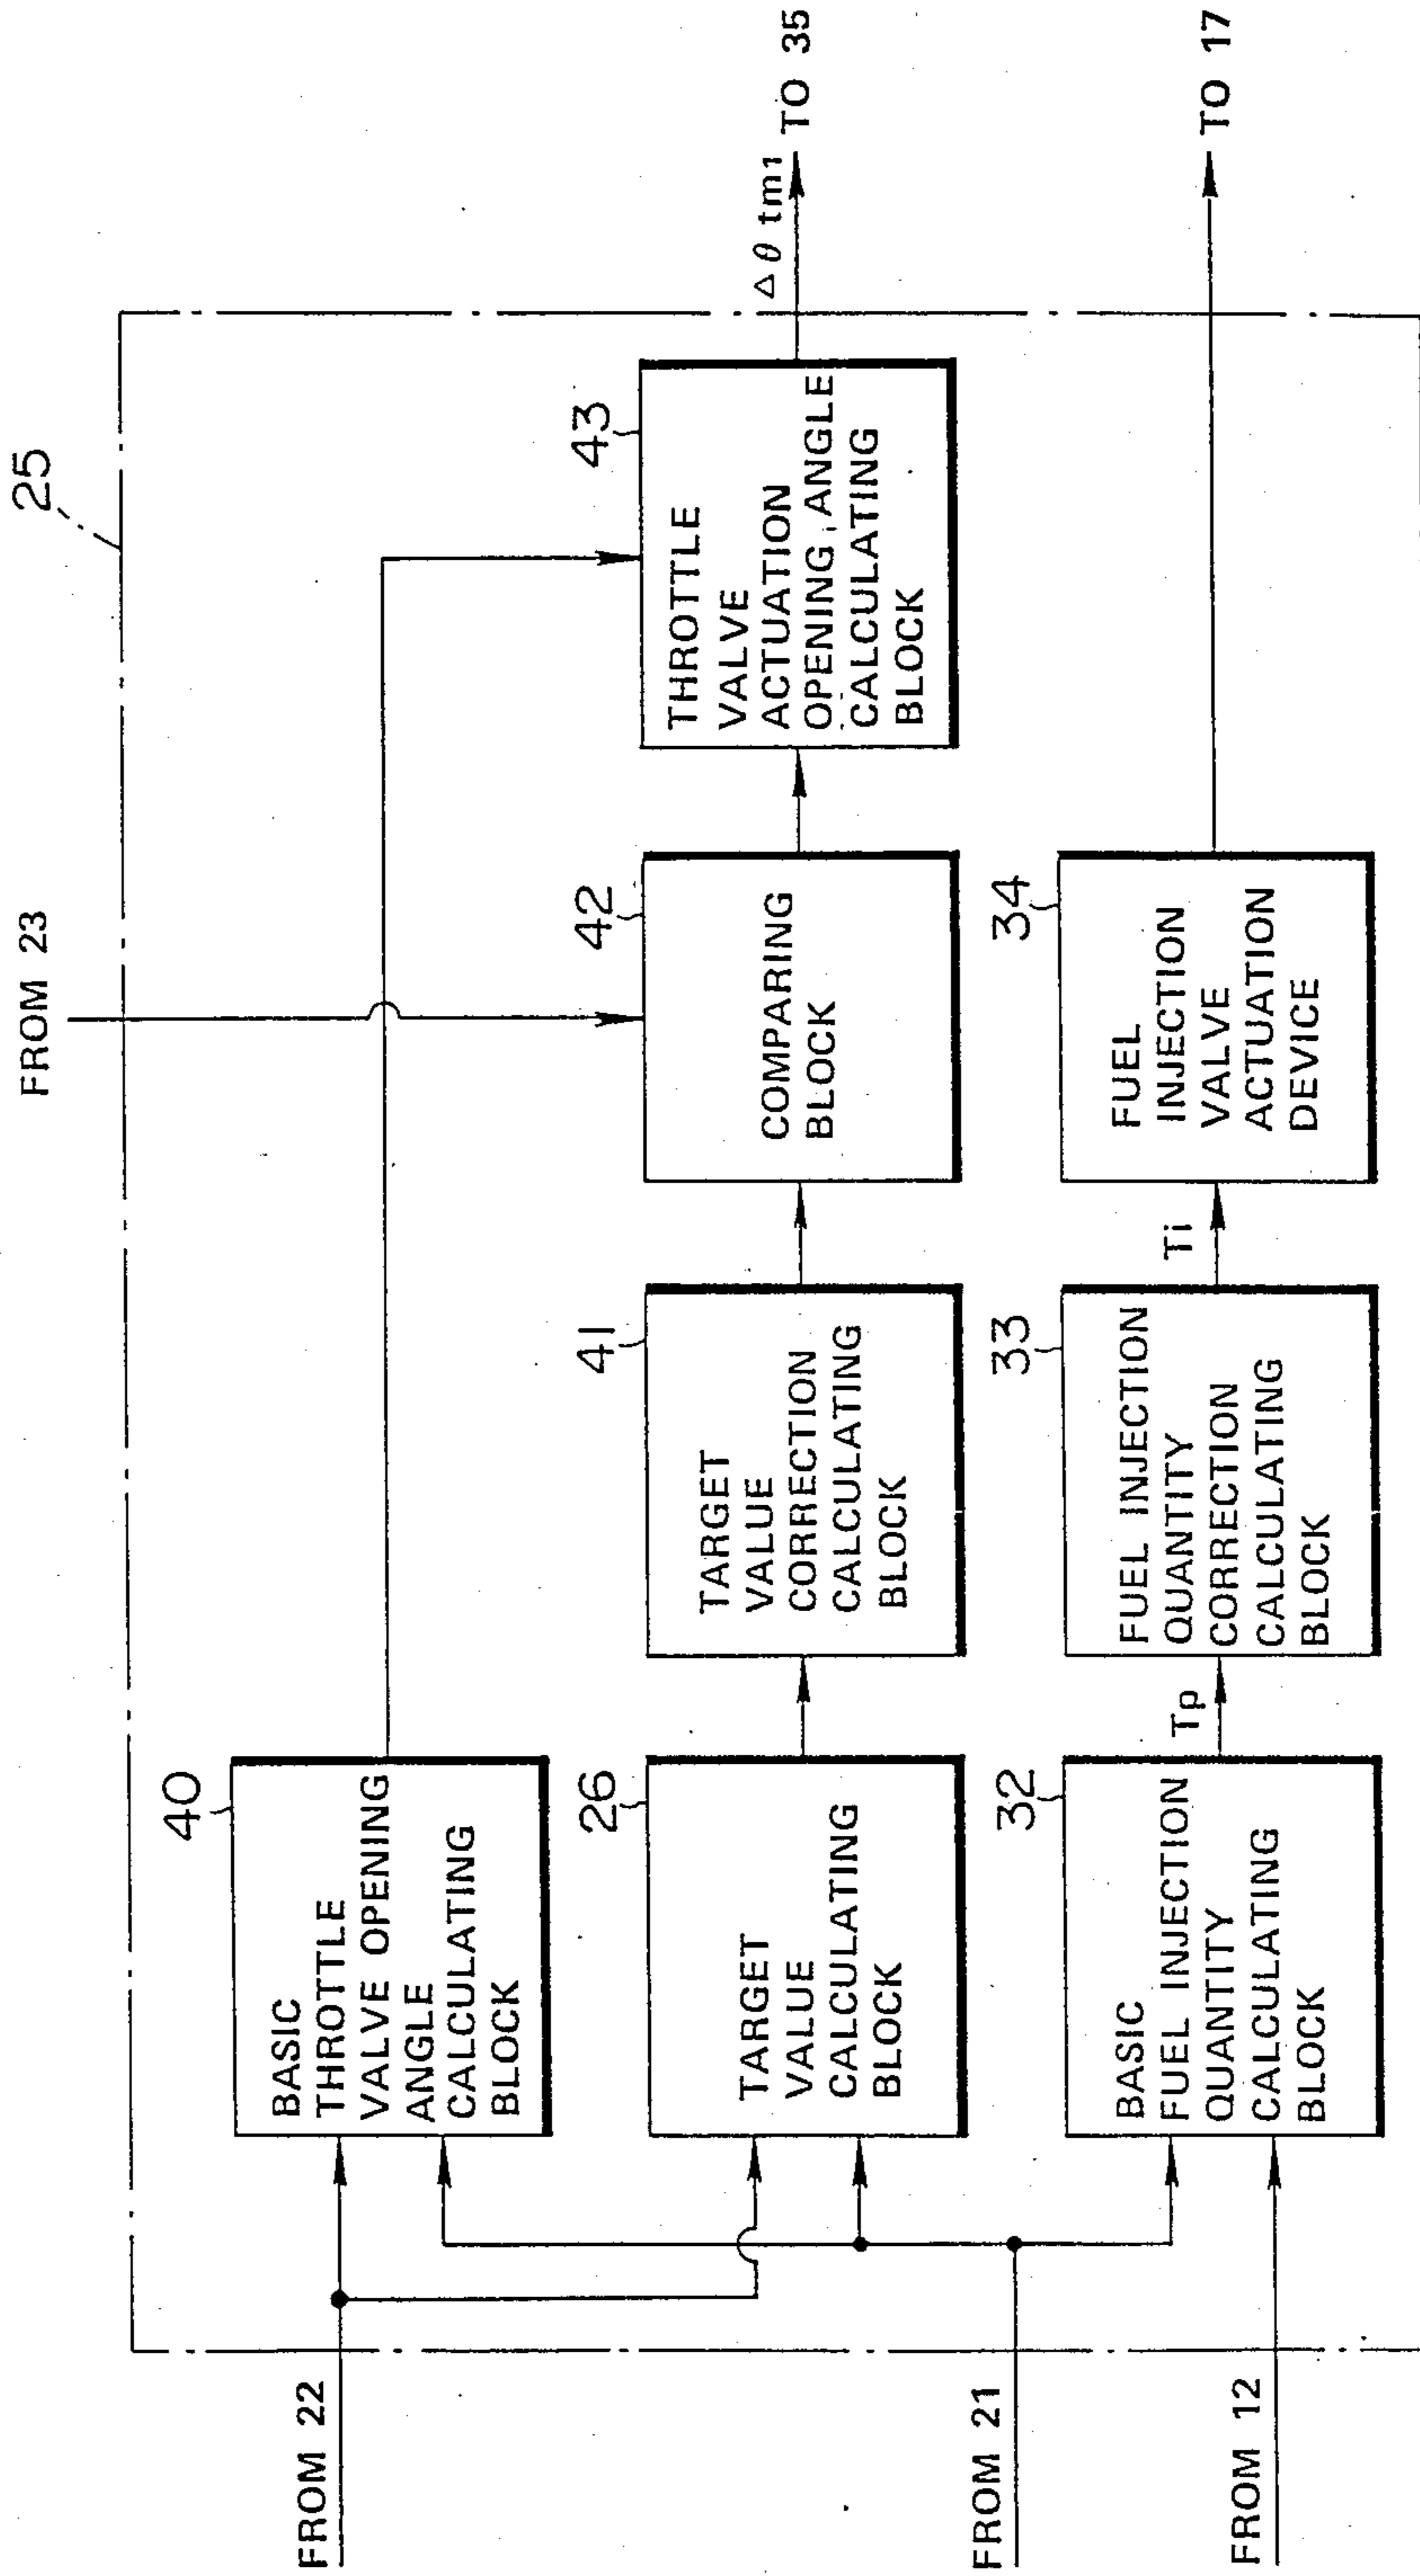 25
FROM 23
FROM 22
FROM 21
FROM 12
40
BASIC
THROTTLE
VALVE OPENING
ANGLE
CALCULATING
BLOCK
26
TARGET
VALUE
CALCULATING
BLOCK
41
TARGET
VALUE
CORRECTION
CALCULATING
BLOCK
42
COMPARING
BLOCK
43
THROTTLE
VALVE
ACTUATION
OPENING ANGLE
CALCULATING
BLOCK
Δθ tm1
TO 35
32
BASIC
FUEL INJECTION
QUANTITY
CALCULATING
BLOCK
Tp
33
FUEL INJECTION
QUANTITY
CORRECTION
CALCULATING
BLOCK
Ti
34
FUEL
INJECTION
VALVE
ACTUATION
DEVICE
TO 17